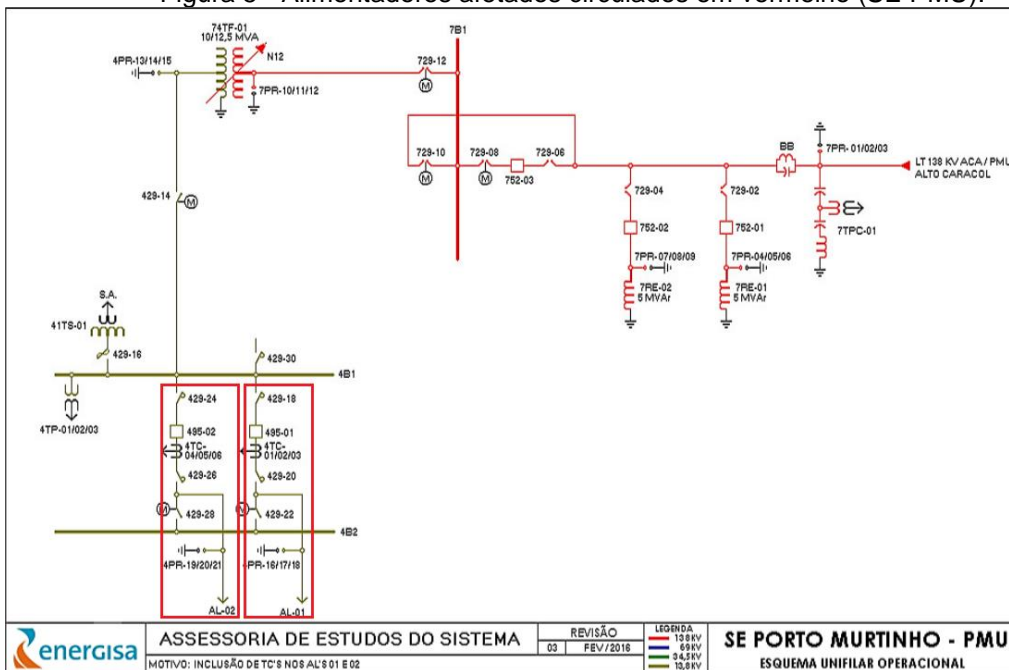 Figura 3 - Alimentadores afetados circulados em vermelho (SE PMU).
74TF-01
10/12,5 MVA
7B1
4PR-13/14/15
N12
7PR-10/11/12
729-12
M
729-10
M
729-08
M
752-03
729-06
BB
7PR-01/02/03
LT 138 KV ACA / PMU
ALTO CARACOL
7TPC-01
729-04
752-02
7PR-07/08/09
7RE-02
5 MVAr
729-02
752-01
7PR-04/05/06
7RE-01
5 MVAr
429-14
M
S.A.
41TS-01
429-16
429-30
4B1
4TP-01/02/03
429-24
495-02
4TC-
04/05/06
429-26
M
429-28
4PR-19/20/21
AL-02
429-18
495-01
4TC-
01/02/03
429-20
M
429-22
4PR-16/17/18
AL-01
4B2
energisa
ASSESSORIA DE ESTUDOS DO SISTEMA
MOTIVO: INCLUSÃO DE TC'S NOS AL'S 01 E 02
REVISÃO
03 FEV/2016
LEGENDA
138KV
69KV
34,5KV
13,8KV
SE PORTO MURTINHO - PMU
ESQUEMA UNIFILAR OPERACIONAL